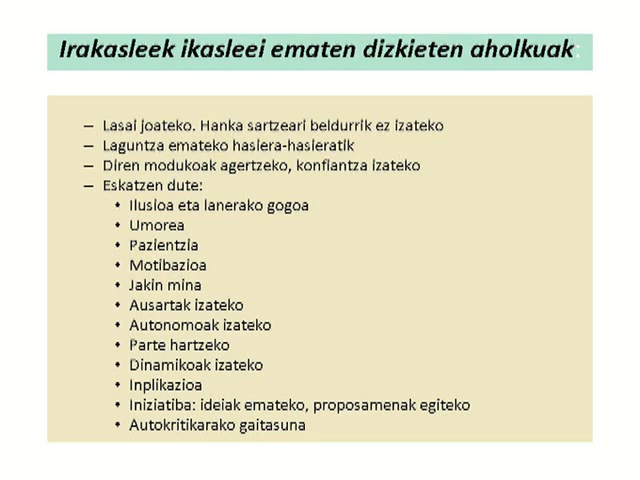 Irakasleek ikasleei ematen dizkieten aholkuak:
– Lasai joateko. Hanka sartzeari beldurrik ez izateko
– Laguntza emateko hasiera-hasieratik
– Diren modukoak agertzeko, konfiantza izateko
– Eskatzen dute:
• Ilusioa eta lanerako gogoa
• Umorea
• Pazientzia
• Motibazioa
• Jakin mina
• Ausartak izateko
• Autonomoak izateko
• Parte hartzeko
• Dinamikoak izateko
• Inplikazioa
• Iniziatiba: ideiak emateko, proposamenak egiteko
• Autokritikarako gaitasuna